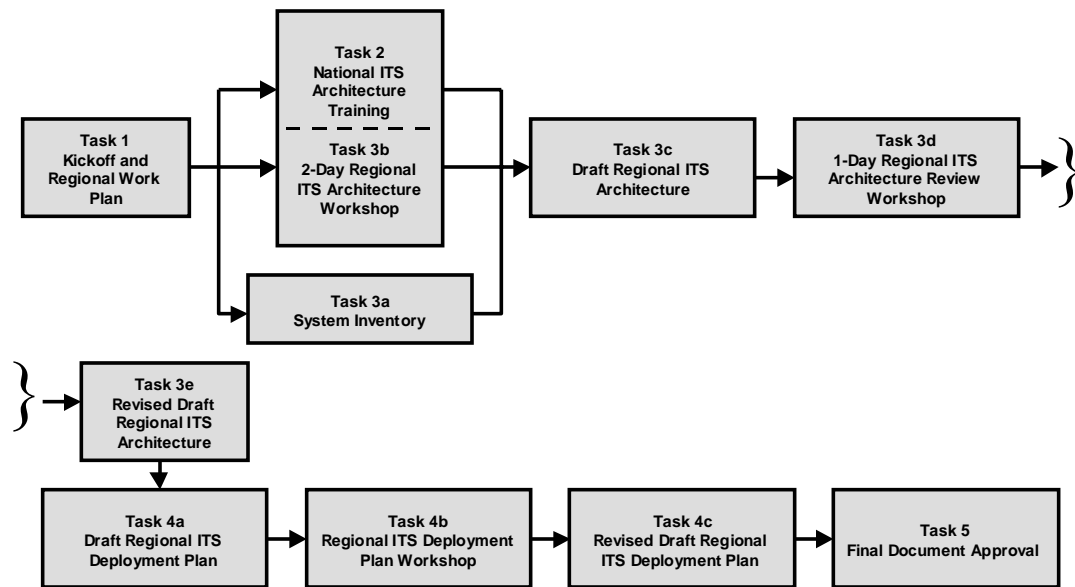 Task 2
National ITS
Architecture
Training
Task 3b
2-Day Regional
ITS Architecture
Workshop
Task 1
Kickoff and
Regional Work
Plan
Task 3c
Draft Regional ITS
Architecture
Task 3d
1-Day Regional ITS
Architecture Review
Workshop
}
Task 3a
System Inventory
}
Task 3e
Revised Draft
Regional ITS
Architecture
Task 4a
Draft Regional ITS
Deployment Plan
Task 4b
Regional ITS Deployment
Plan Workshop
Task 4c
Revised Draft Regional
ITS Deployment Plan
Task 5
Final Document Approval